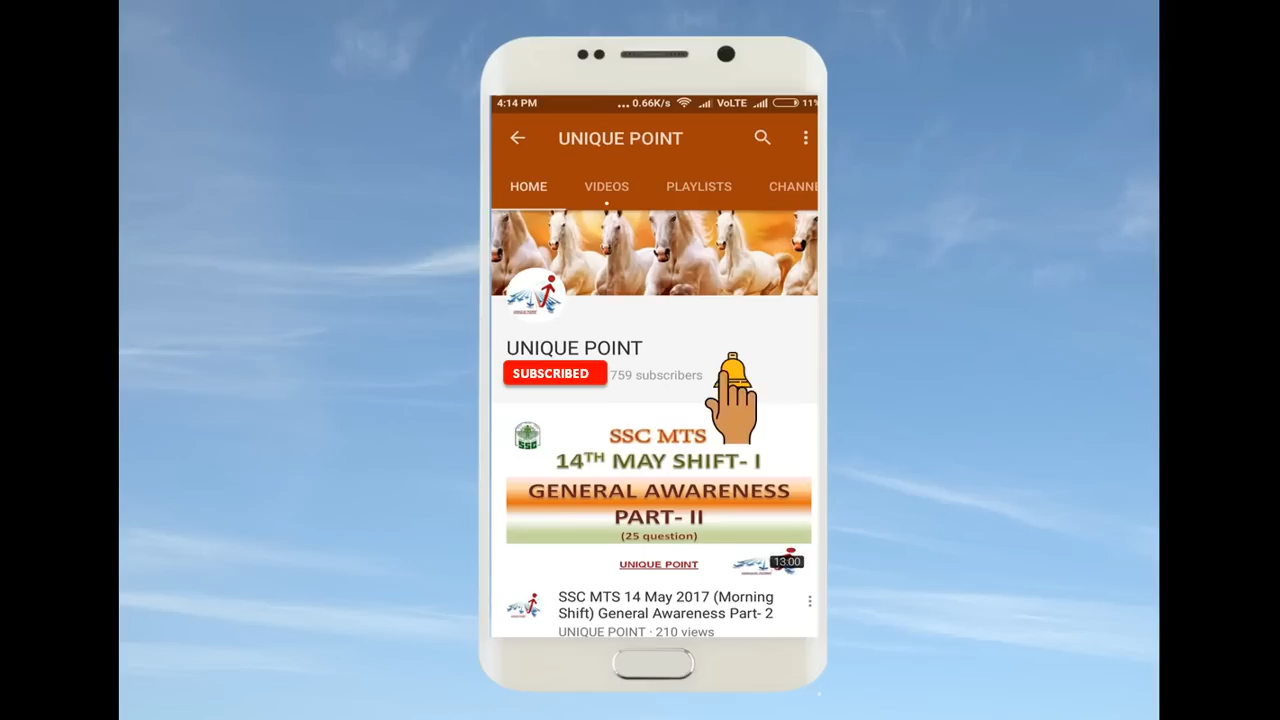 4:14 PM ... 0.66K/s VoLTE 11%
UNIQUE POINT
HOME VIDEOS PLAYLISTS CHANNE
UNIQUE POINT
SUBSCRIBED 759 subscribers
SSC
SSC MTS
14TH MAY SHIFT- I
GENERAL AWARENESS
PART- II
(25 question)
UNIQUE POINT
13:00
SSC MTS 14 May 2017 (Morning
Shift) General Awareness Part- 2
UNIQUE POINT · 210 views